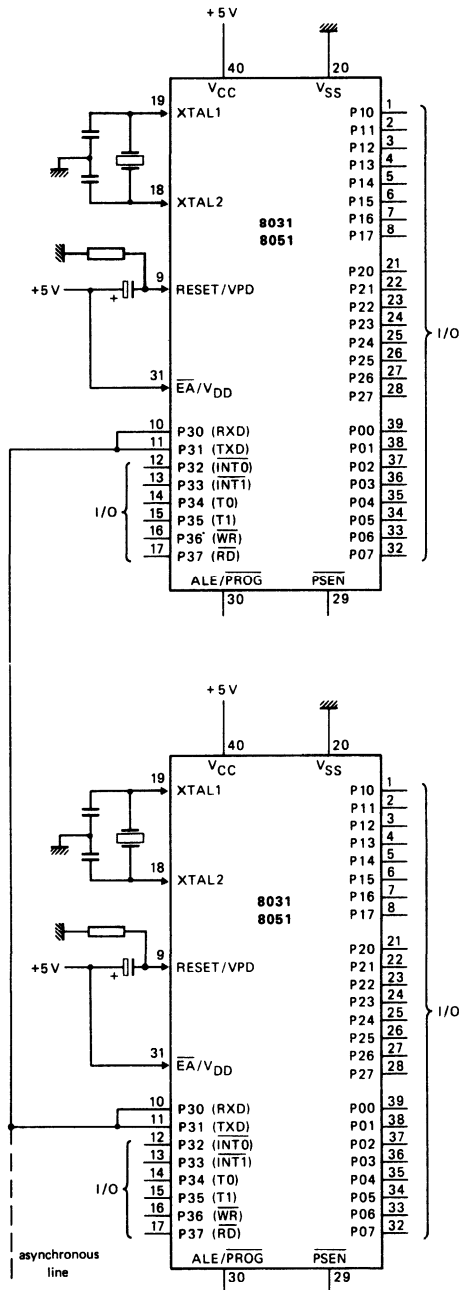 +5V
40 20
VCC VSS
19 XTAL1 P10 1
P11 2
P12 3
P13 4
18 XTAL2 P14 5
P15 6
8031 P16 7
8051 P17 8
P20 21
9 RESET/VPD P21 22
+5V P22 23
+ P23 24
P24 25 I/O
P25 26
31 EA/VDD P26 27
P27 28
10 P30 (RXD) P00 39
11 P31 (TXD) P01 38
12 P32 (INT0) P02 37
13 P33 (INT1) P03 36
I/O 14 P34 (T0) P04 35
15 P35 (T1) P05 34
16 P36 (WR) P06 33
17 P37 (RD) P07 32
ALE/PROG PSEN
30 29
+5V
40 20
VCC VSS
19 XTAL1 P10 1
P11 2
P12 3
P13 4
18 XTAL2 P14 5
P15 6
8031 P16 7
8051 P17 8
P20 21
9 RESET/VPD P21 22
+5V P22 23
+ P23 24
P24 25 I/O
P25 26
31 EA/VDD P26 27
P27 28
10 P30 (RXD) P00 39
11 P31 (TXD) P01 38
12 P32 (INT0) P02 37
13 P33 (INT1) P03 36
I/O 14 P34 (T0) P04 35
15 P35 (T1) P05 34
16 P36 (WR) P06 33
17 P37 (RD) P07 32
asynchronous
line
ALE/PROG PSEN
30 29